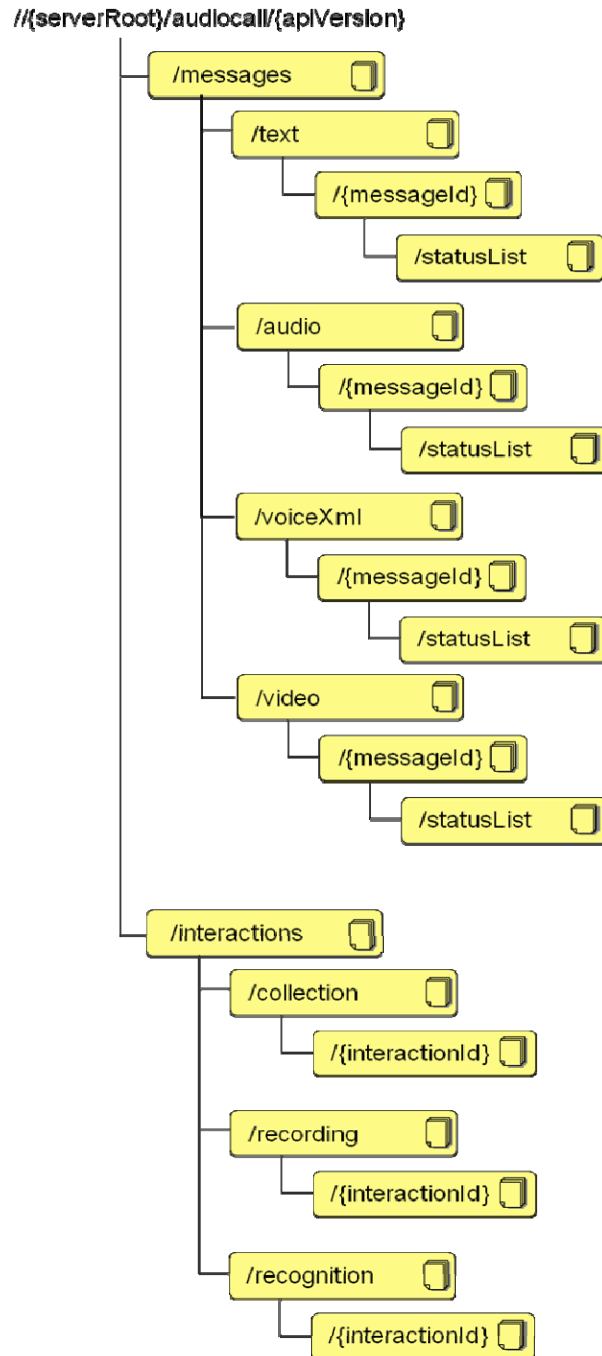 //{serverRoot}/audiocall/{apiVersion}
/messages
/text
/{messageId}
/statusList
/audio
/{messageId}
/statusList
/voiceXml
/{messageId}
/statusList
/video
/{messageId}
/statusList
/interactions
/collection
/{interactionId}
/recording
/{interactionId}
/recognition
/{interactionId}